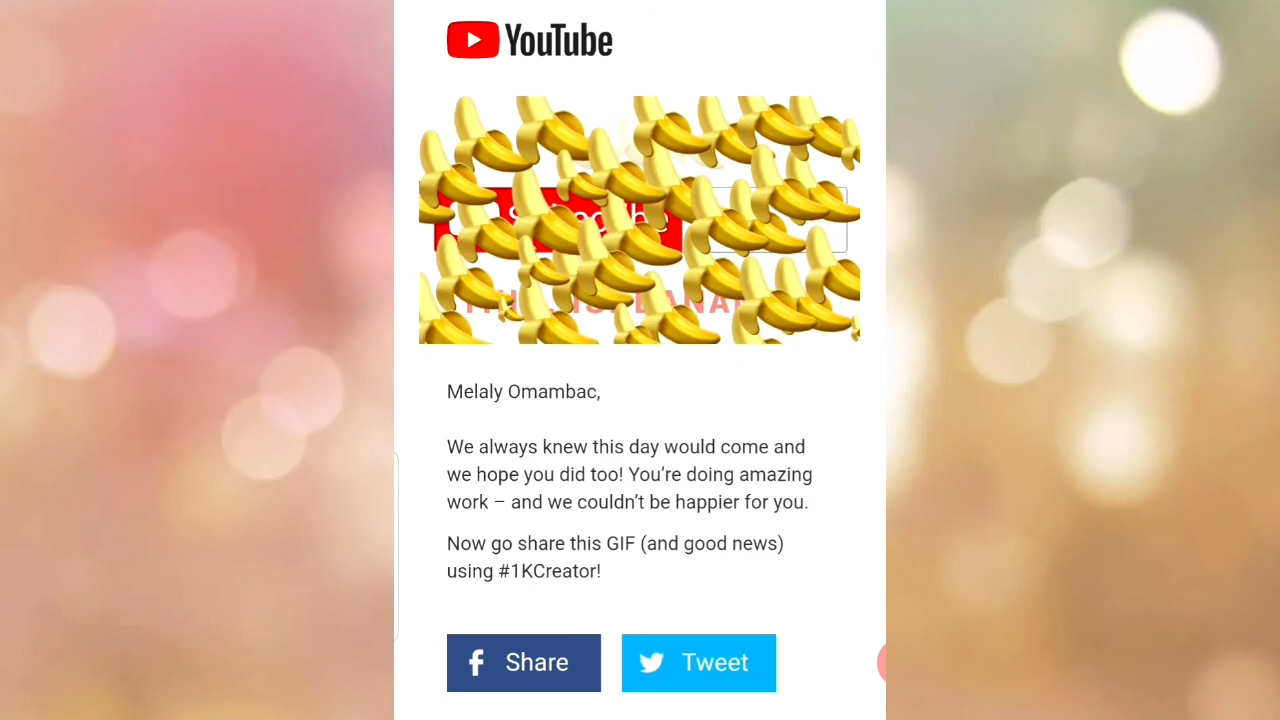 YouTube
Melaly Omambac,
We always knew this day would come and
we hope you did too! You’re doing amazing
work – and we couldn’t be happier for you.
Now go share this GIF (and good news)
using #1KCreator!
Share
Tweet